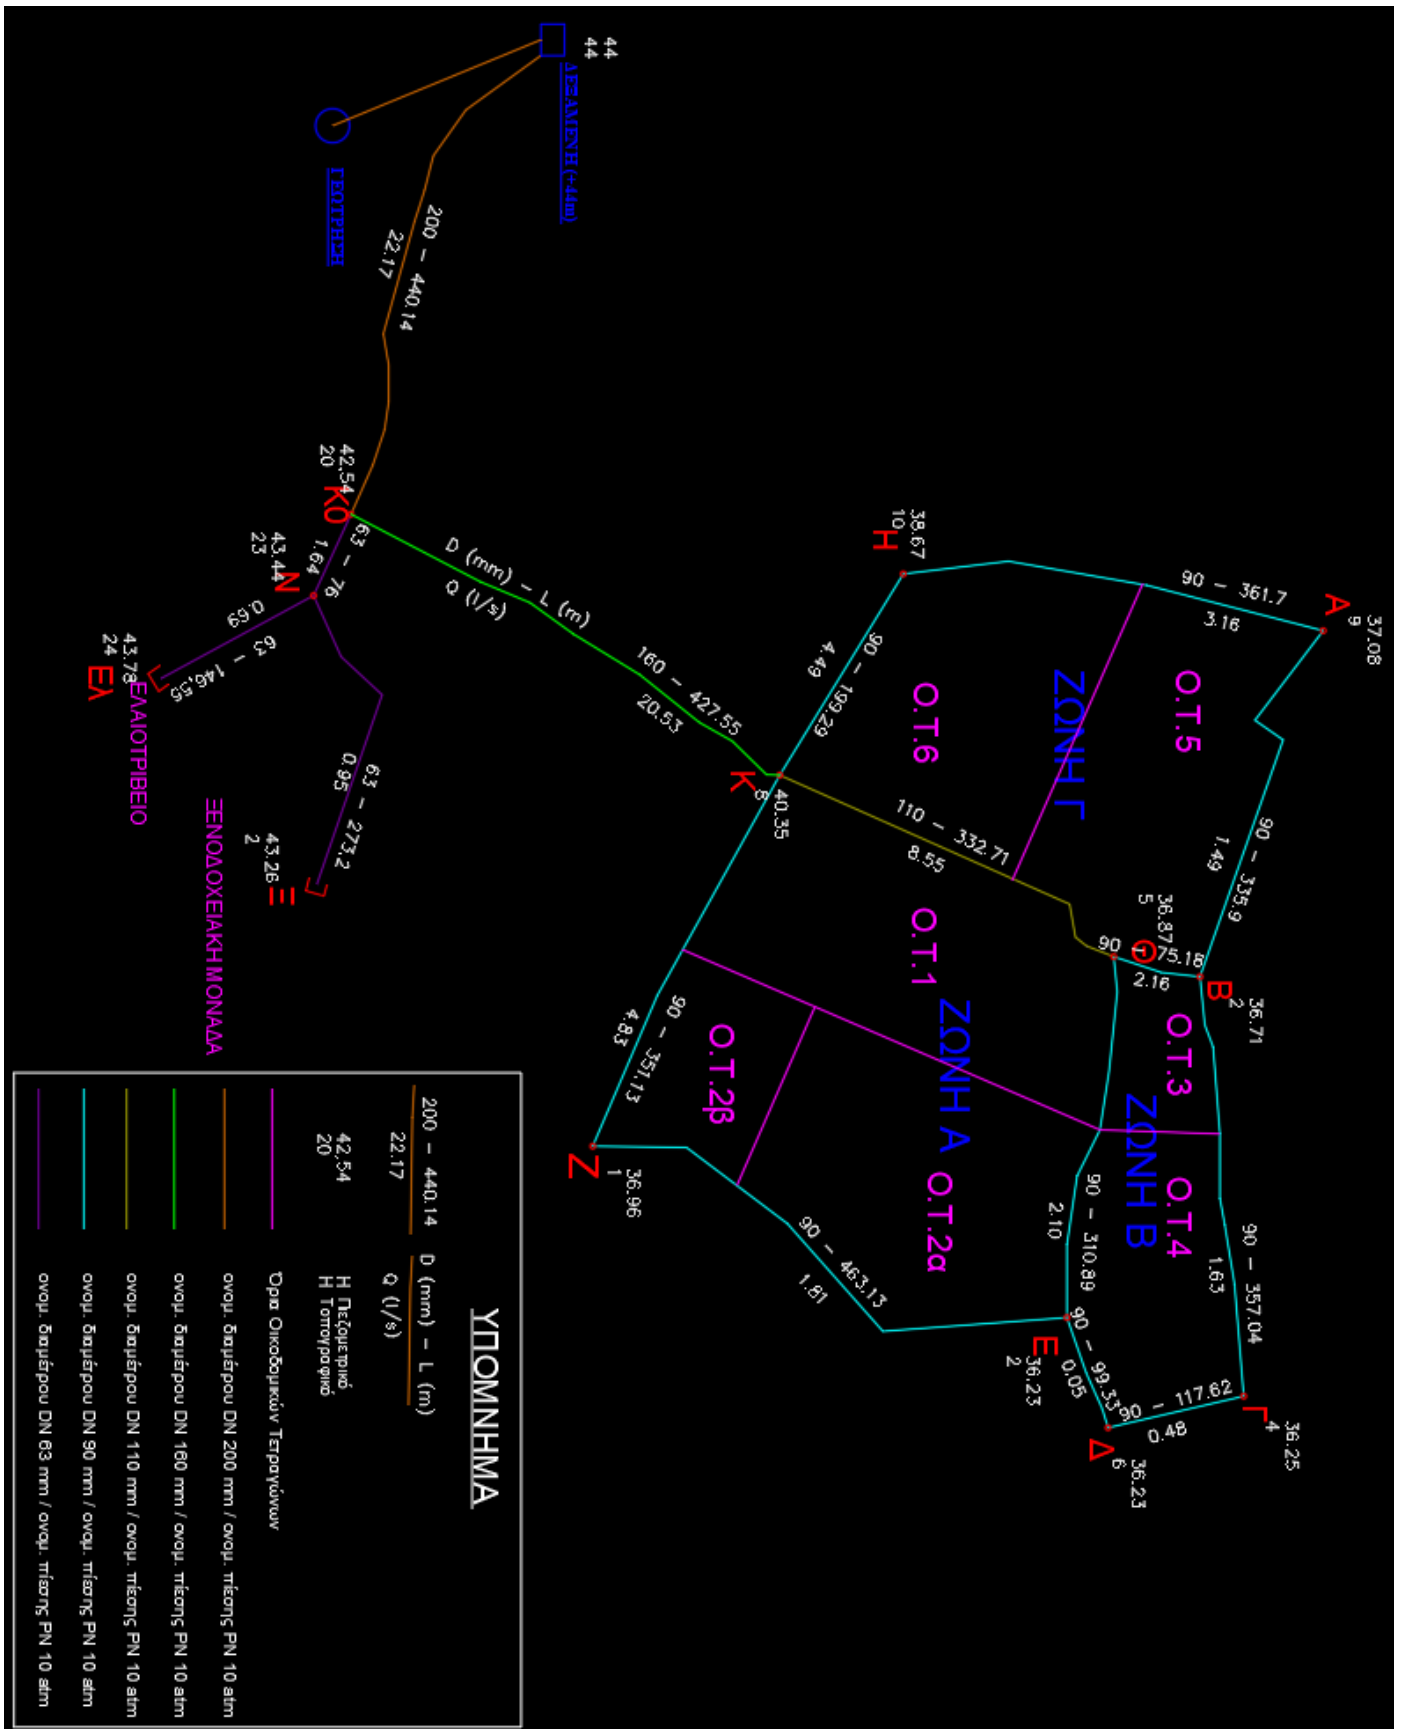 44
44
ΔΕΞΑΜΕΝΗ (+44m)
ΓΕΩΤΡΗΣΗ
200 - 440.14
22.17
42.54
20
Κ0
63 - 76
1.64
43.44
23
Ν
0.69
63 - 146,55
43.78
24
Ελ
ΕΛΑΙΟΤΡΙΒΕΙΟ
63 - 273.2
0.95
43.26
2
Ξ
ΞΕΝΟΔΟΧΕΙΑΚΗ ΜΟΝΑΔΑ
D (mm) - L (m)
Q (l/s)
160 - 427.55
20.53
Κ
40.35
38.67
10
Η
90 - 199.29
4.49
90 - 361.7
3.16
Α
37.08
9
Ο.Τ.5
Ο.Τ.6
ΖΩΝΗ Γ
110 - 332.71
8.55
90 - 335.9
1.49
36.87
5
Θ
90 - 75.18
2.16
Β
36.71
2
Ο.Τ.1
ΖΩΝΗ Α
Ο.Τ.3
ΖΩΝΗ Β
Ο.Τ.4
Ο.Τ.2β
Ο.Τ.2α
90 - 351.13
4.83
Ζ
36.96
1
90 - 463.13
1.81
90 - 310.89
2.10
90 - 357.04
1.63
Ε
36.23
2
90 - 99.33
0.05
90 - 117.62
0.48
Γ
36.25
4
Δ
36.23
6
ΥΠΟΜΝΗΜΑ
200 - 440.14 D (mm) - L (m)
22.17 Q (l/s)
42.54 Η Πιεζομετρικό
20 Η Τοπογραφικό
Όρια Οικοδομικών Τετραγώνων
ονομ. διαμέτρου DN 200 mm / ονομ. πίεσης PN 10 atm
ονομ. διαμέτρου DN 160 mm / ονομ. πίεσης PN 10 atm
ονομ. διαμέτρου DN 110 mm / ονομ. πίεσης PN 10 atm
ονομ. διαμέτρου DN 90 mm / ονομ. πίεσης PN 10 atm
ονομ. διαμέτρου DN 63 mm / ονομ. πίεσης PN 10 atm